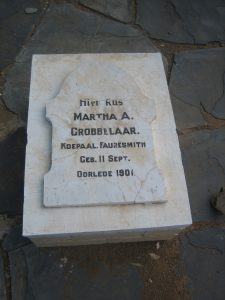 Hier Rus
Martha A.
Grobbelaar.
Koepaal Fauresmith
Geb. 11 Sept.
Oorlede 1901